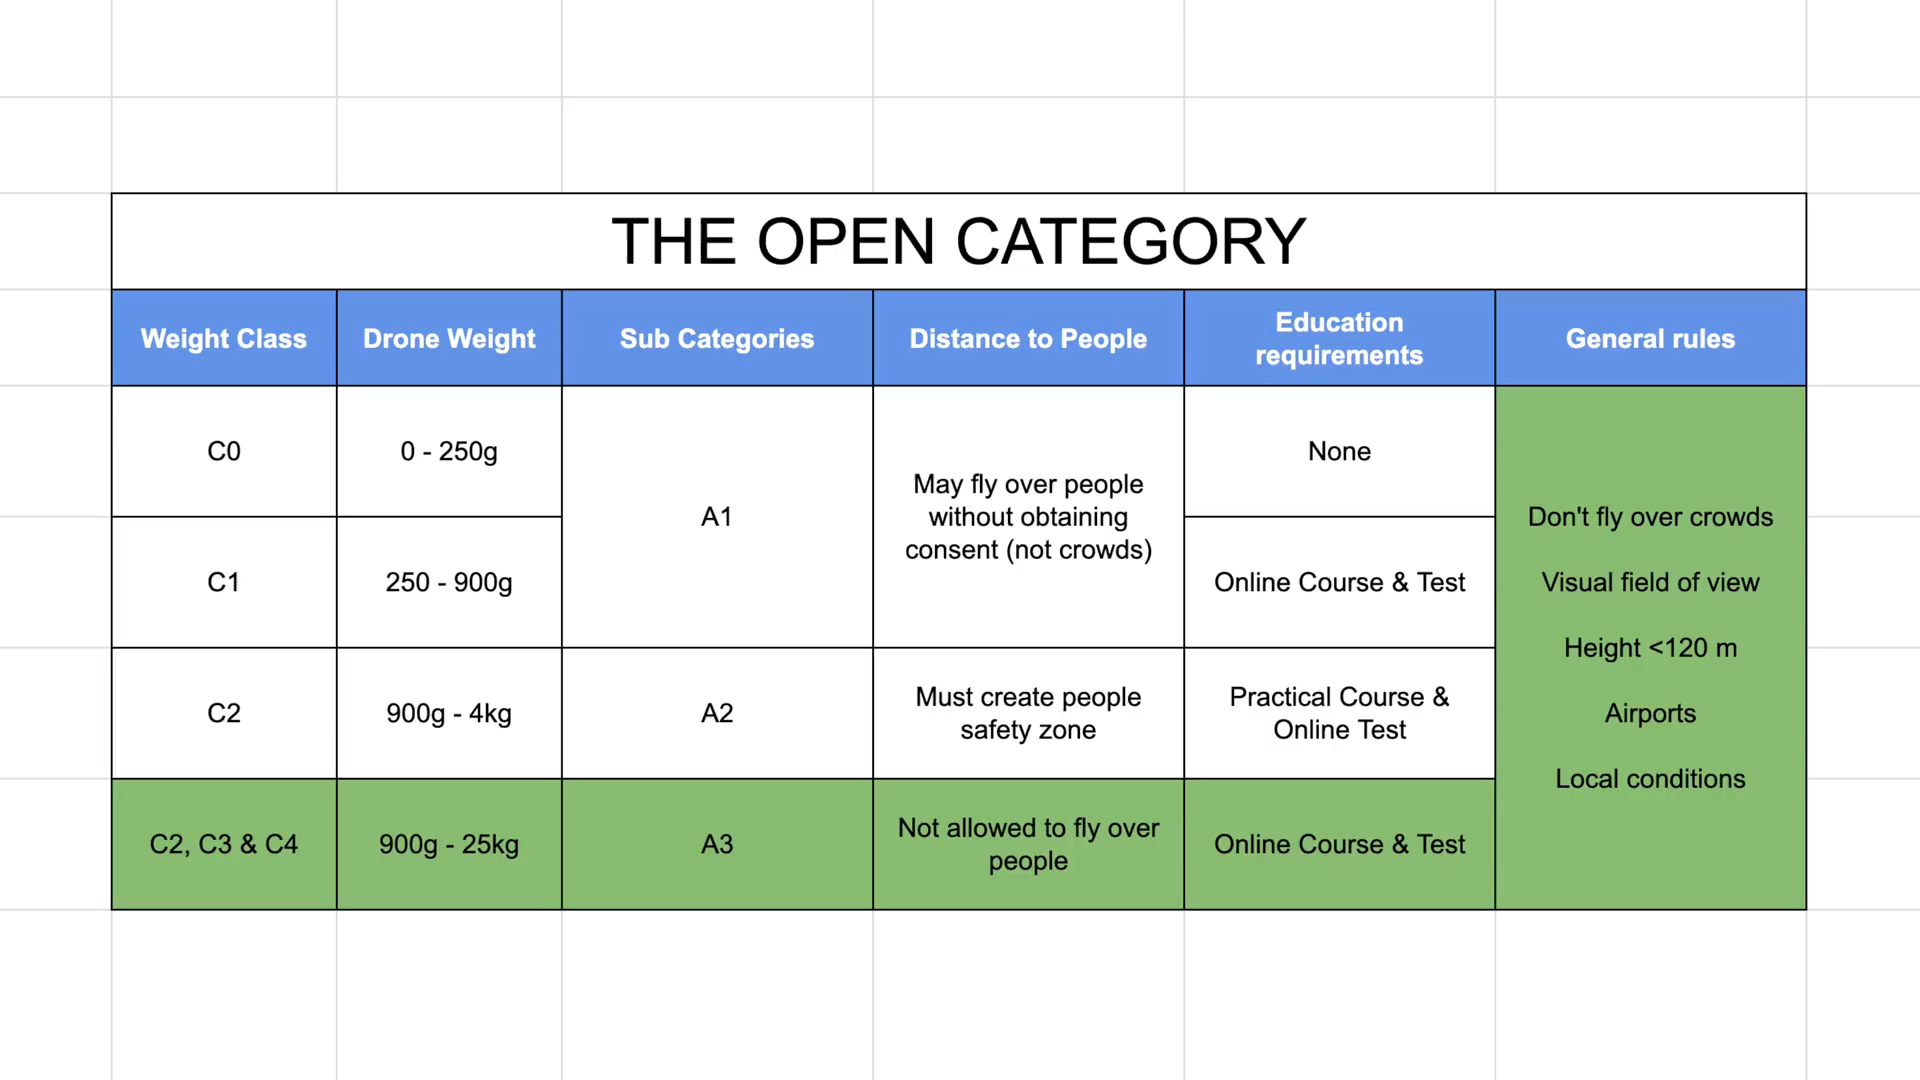 THE OPEN CATEGORY
Weight Class
Drone Weight
Sub Categories
Distance to People
Education
requirements
General rules
C0
0 - 250g
A1
May fly over people
without obtaining
consent (not crowds)
None
C1
250 - 900g
Online Course & Test
C2
900g - 4kg
A2
Must create people
safety zone
Practical Course &
Online Test
C2, C3 & C4
900g - 25kg
A3
Not allowed to fly over
people
Online Course & Test
Don't fly over crowds
Visual field of view
Height <120 m
Airports
Local conditions